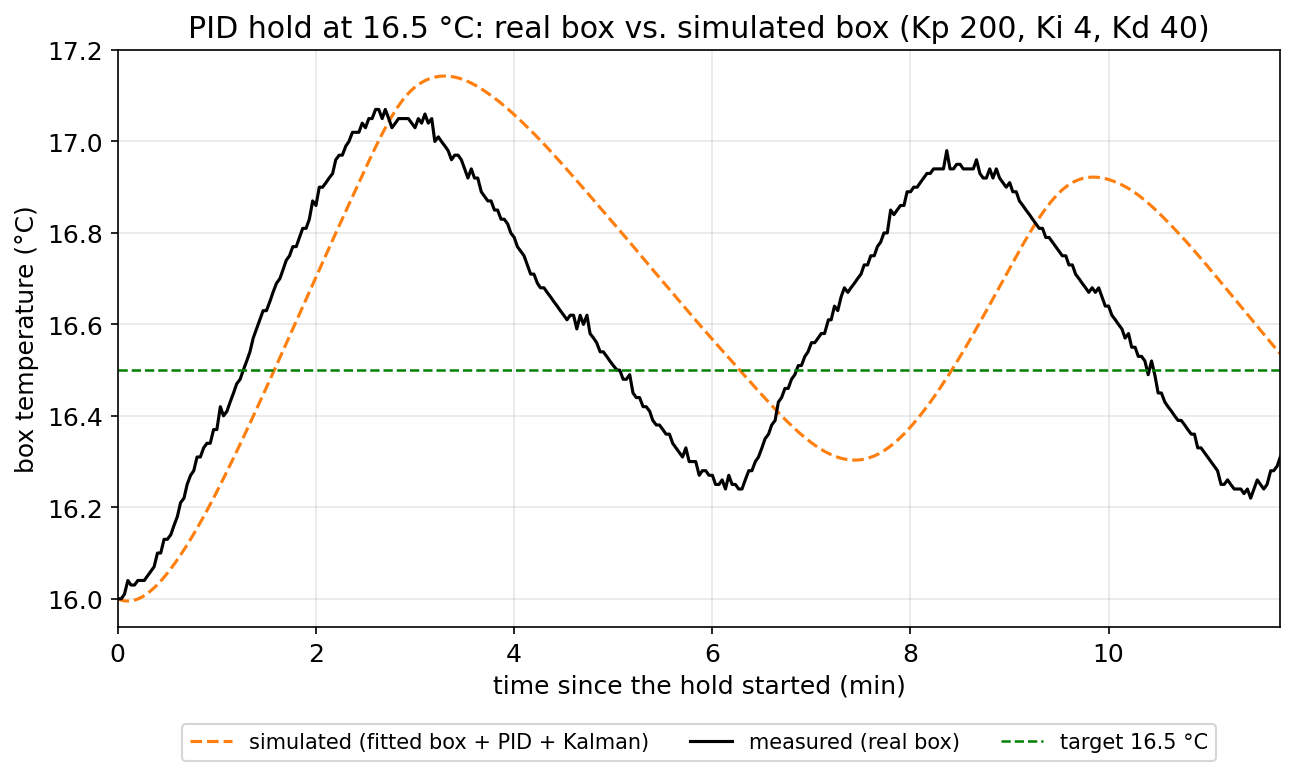 PID hold at 16.5 °C: real box vs. simulated box (Kp 200, Ki 4, Kd 40)
17.2
17.0
16.8
16.6
16.4
16.2
16.0
box temperature (°C)
0 2 4 6 8 10
time since the hold started (min)
simulated (fitted box + PID + Kalman) measured (real box) target 16.5 °C